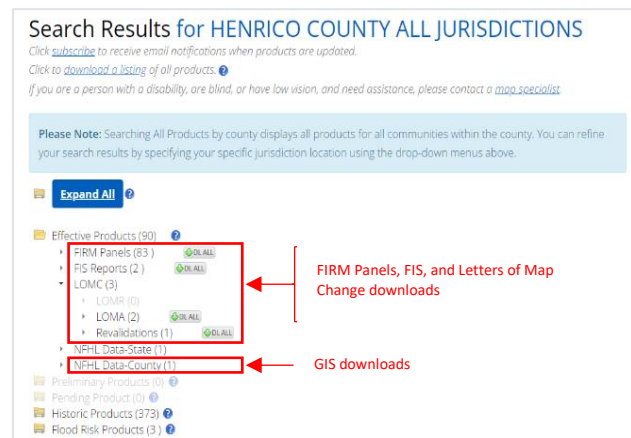 Search Results for HENRICO COUNTY ALL JURISDICTIONS
Click subscribe to receive email notifications when products are updated.
Click to download a listing of all products. ?
If you are a person with a disability, are blind, or have low vision, and need assistance, please contact a map specialist.
Please Note: Searching All Products by county displays all products for all communities within the county. You can refine
your search results by specifying your specific jurisdiction location using the drop-down menus above.
Expand All ?
Effective Products (90) ?
FIRM Panels (83 ) DL ALL
FIS Reports (2 ) DL ALL
LOMC (3)
LOMR (0)
LOMA (2) DL ALL
Revalidations (1) DL ALL
FIRM Panels, FIS, and Letters of Map
Change downloads
NFHL Data-State (1)
NFHL Data-County (1)
GIS downloads
Preliminary Products (0) ?
Pending Product (0) ?
Historic Products (373) ?
Flood Risk Products (3 ) ?